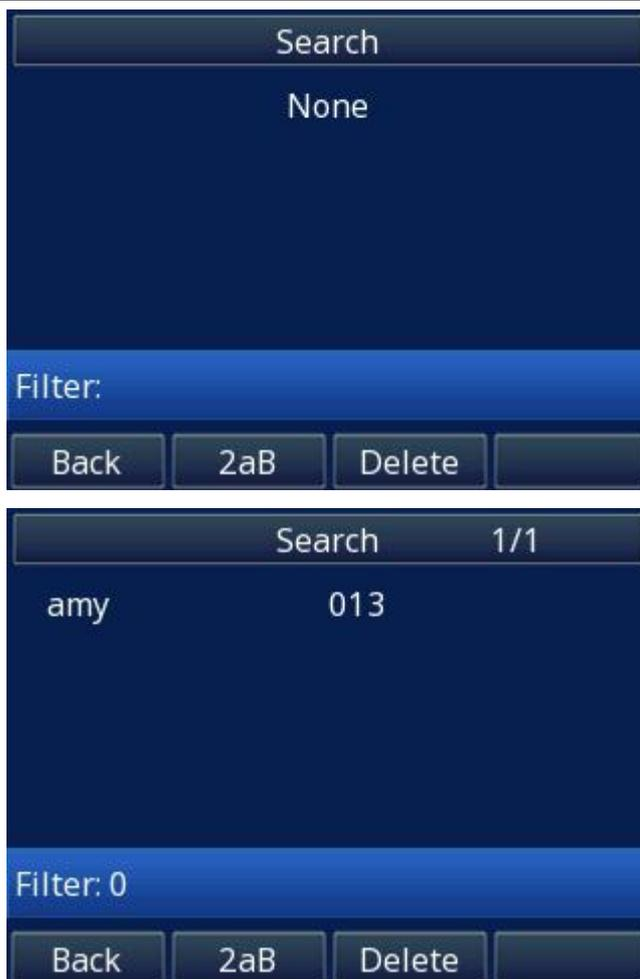 Search
None
Filter:
Back 2aB Delete
Search 1/1
amy 013
Filter: 0
Back 2aB Delete